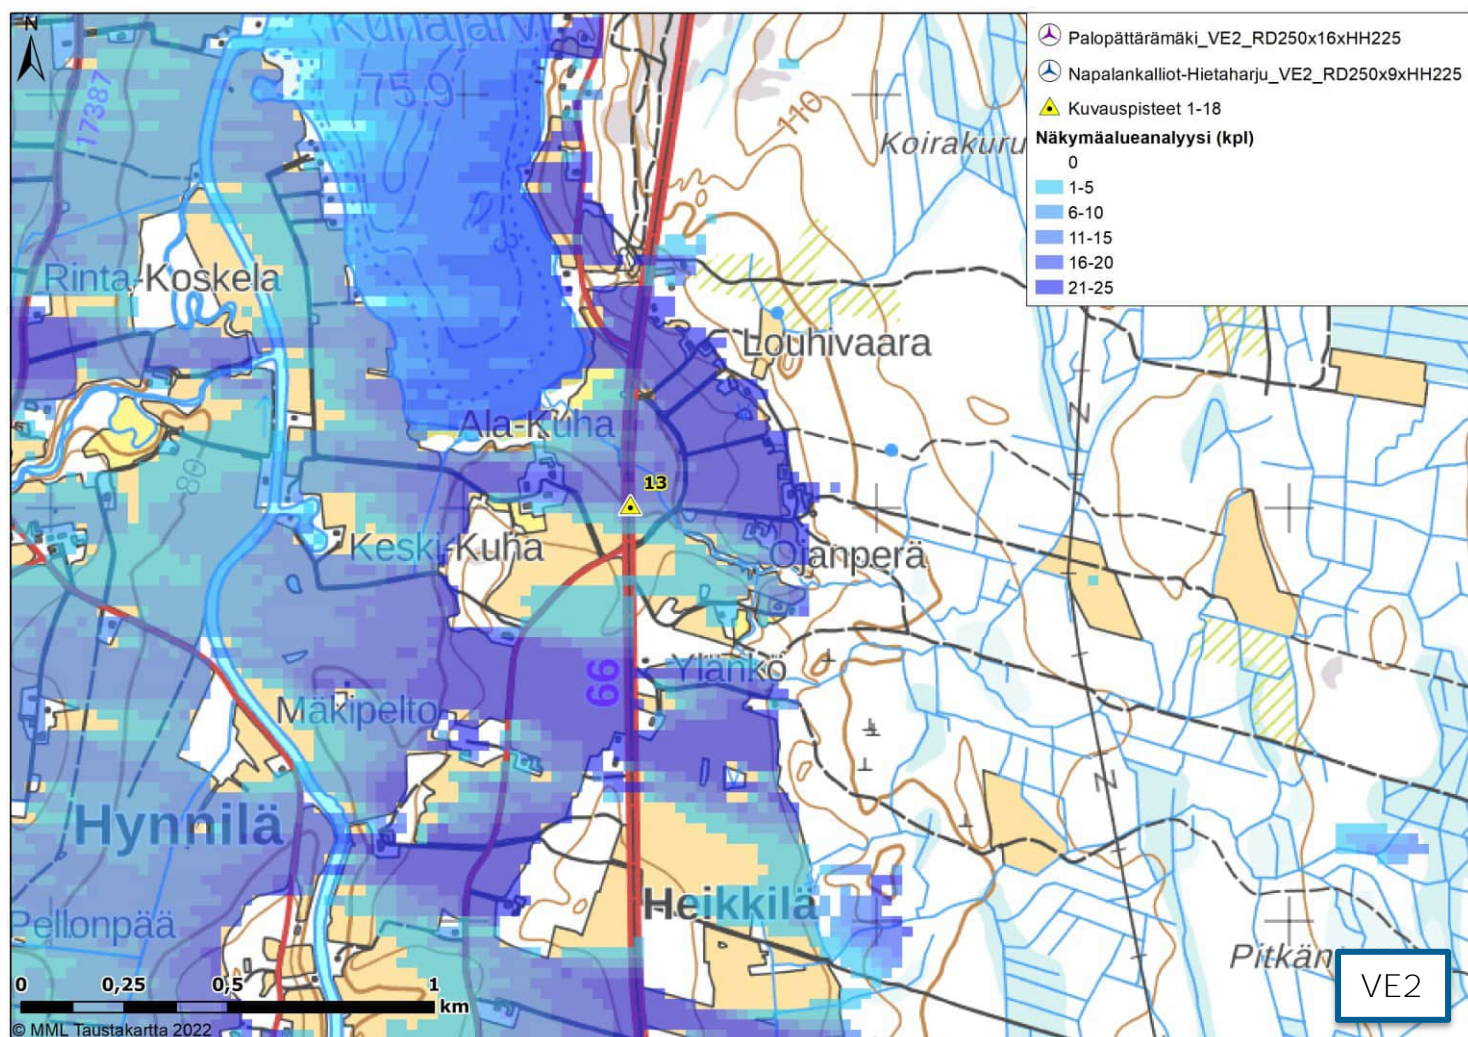 N
Kuhajärvi
75.9
17387
110
Koirakuru
Palopättärämäki_VE2_RD250x16xHH225
Napalankalliot-Hietaharju_VE2_RD250x9xHH225
Kuvauspisteet 1-18
Näkymäalueanalyysi (kpl)
0
1-5
6-10
11-15
16-20
21-25
Rinta-Koskela
Louhivaara
Ala-Kuha
80
13
Keski-Kuha
Ojanperä
66
Ylänkö
Mäkipelto
Hynnilä
Heikkilä
Pellonpää
Pitkän
VE2
0 0,25 0,5 1
km
© MML Taustakartta 2022